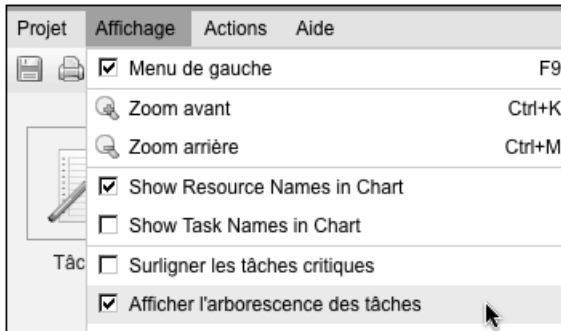 Projet Affichage Actions Aide
Menu de gauche F9
Zoom avant Ctrl+K
Zoom arrière Ctrl+M
Show Resource Names in Chart
Show Task Names in Chart
Tâc Surligner les tâches critiques
Afficher l'arborescence des tâches